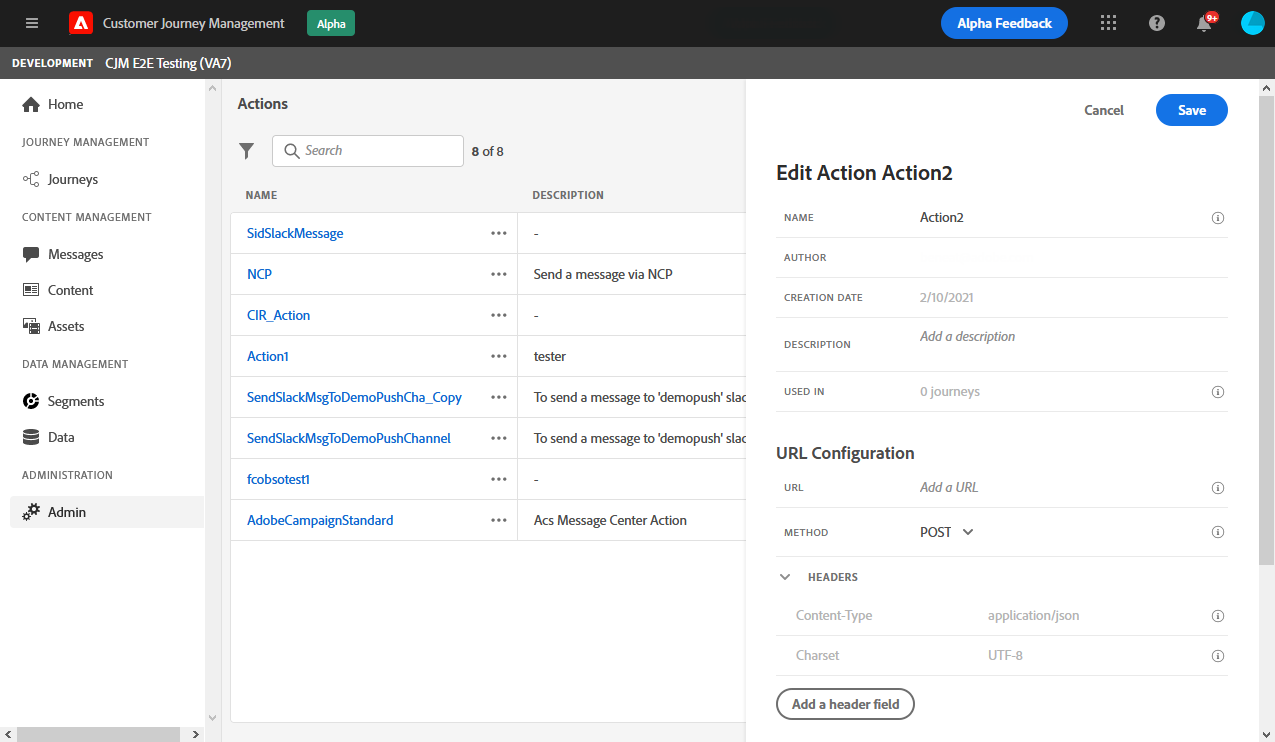 Customer Journey Management Alpha Alpha Feedback 9+
DEVELOPMENT CJM E2E Testing (VA7)
Home
JOURNEY MANAGEMENT
Journeys
CONTENT MANAGEMENT
Messages
Content
Assets
DATA MANAGEMENT
Segments
Data
ADMINISTRATION
Admin
Actions
Search 8 of 8
NAME DESCRIPTION
SidSlackMessage ••• -
NCP ••• Send a message via NCP
CIR_Action ••• -
Action1 ••• tester
SendSlackMsgToDemoPushCha_Copy ••• To send a message to 'demopush' slac
SendSlackMsgToDemoPushChannel ••• To send a message to 'demopush' slac
fcobsotest1 ••• -
AdobeCampaignStandard ••• Acs Message Center Action
Cancel Save
Edit Action Action2
NAME Action2
AUTHOR
CREATION DATE 2/10/2021
DESCRIPTION Add a description
USED IN 0 journeys
URL Configuration
URL Add a URL
METHOD POST
HEADERS
Content-Type application/json
Charset UTF-8
Add a header field